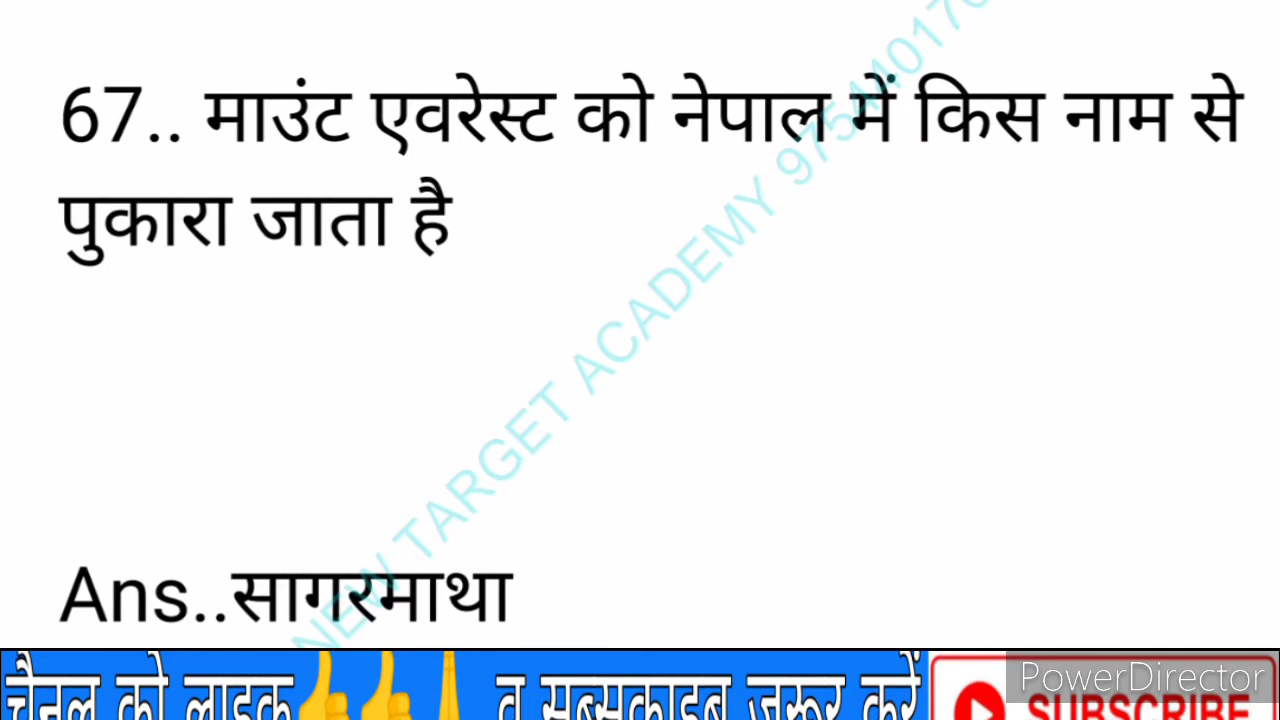 67.. माउंट एवरेस्ट को नेपाल में किस नाम से
पुकारा जाता है
NEW TARGET ACADEMY
Ans..सागरमाथा
चैनल को लाइक👍👍🙏 व सब्सक्राइब जरूर करें
PowerDirector
SUBSCRIBE